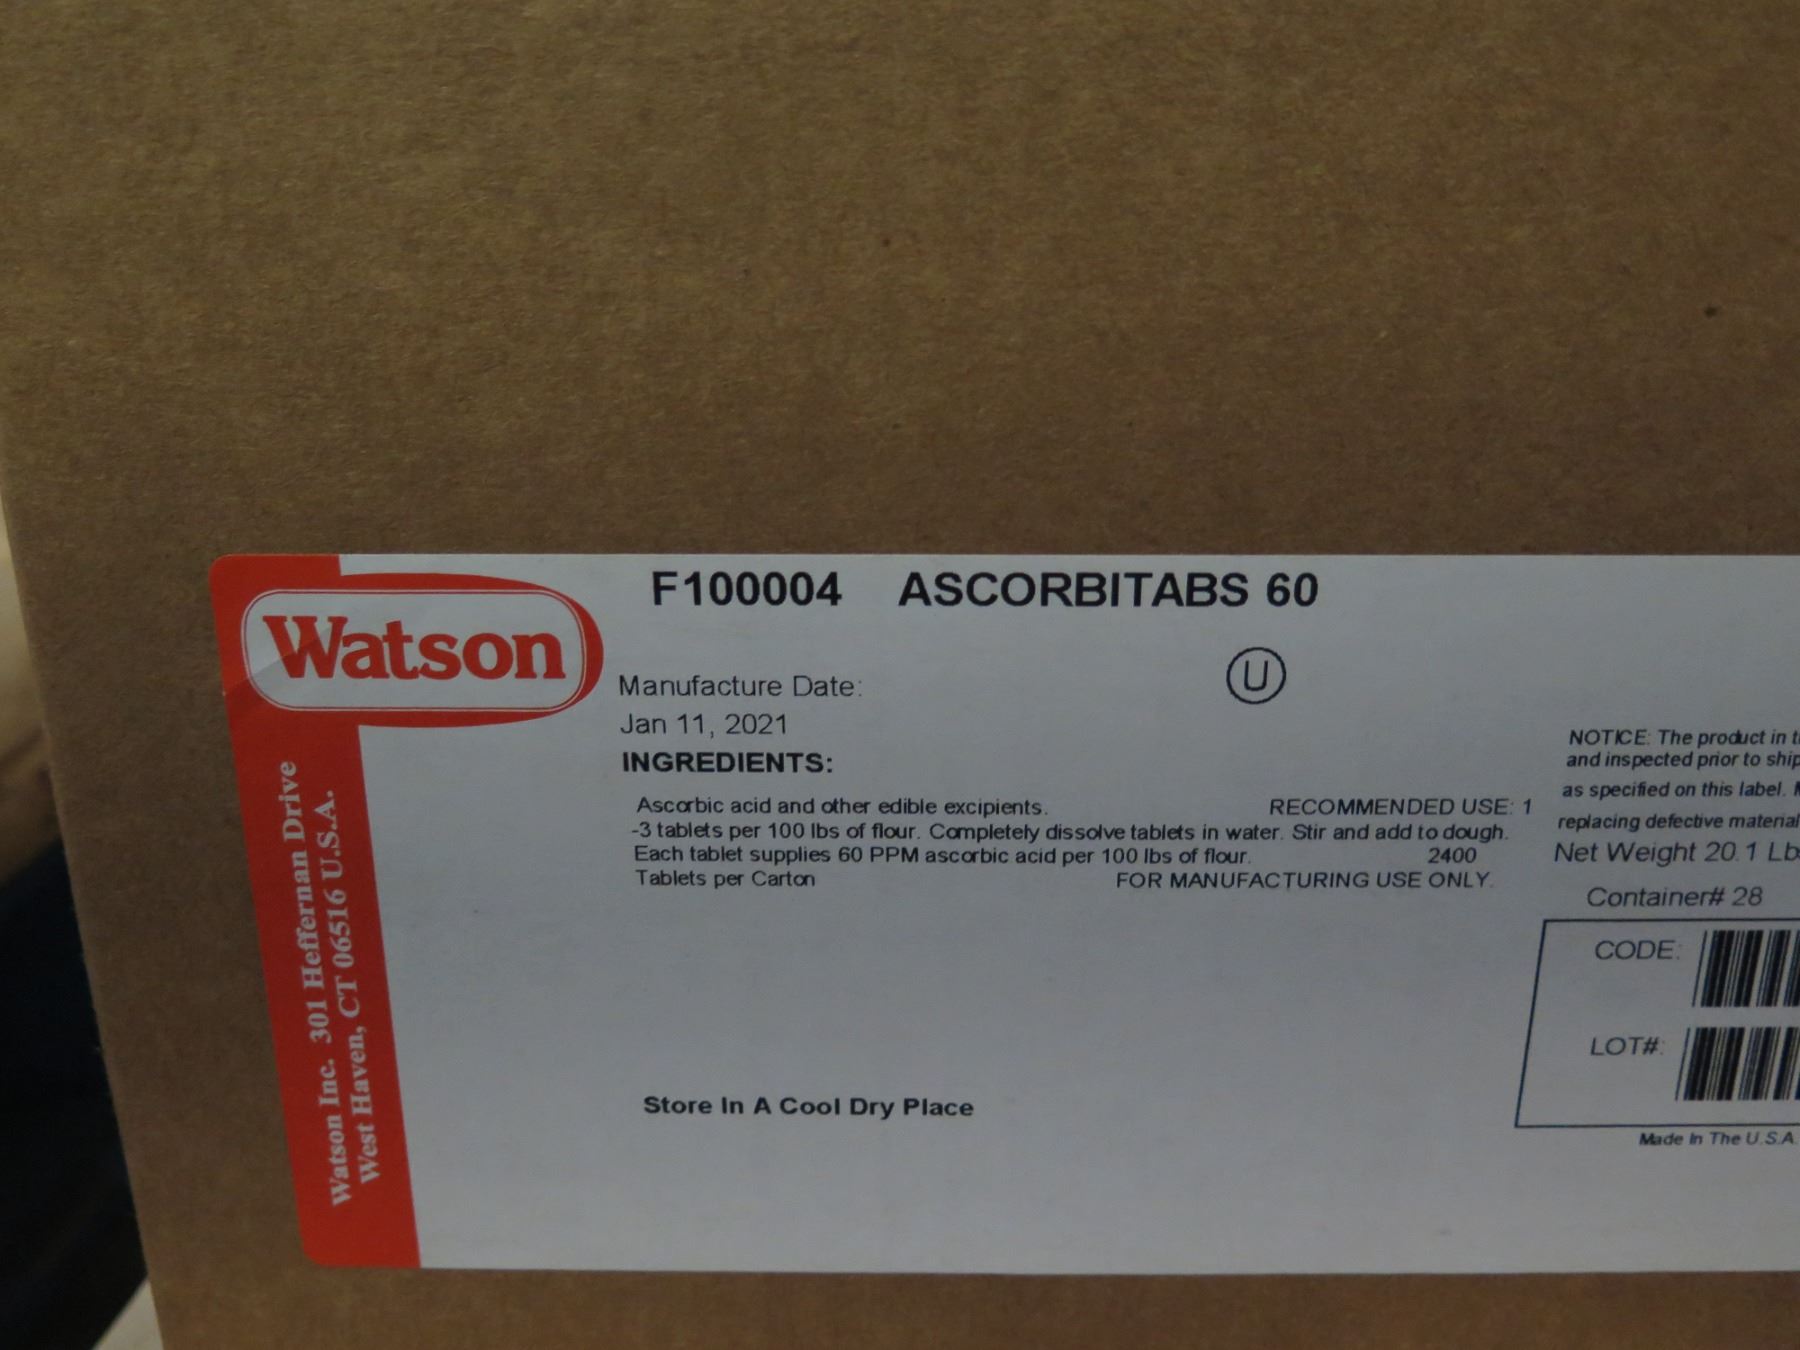 F100004 ASCORBITABS 60
Watson
U
Manufacture Date:
Jan 11, 2021
INGREDIENTS:
Ascorbic acid and other edible excipients. RECOMMENDED USE: 1
-3 tablets per 100 lbs of flour. Completely dissolve tablets in water. Stir and add to dough.
Each tablet supplies 60 PPM ascorbic acid per 100 lbs of flour. 2400
Tablets per Carton FOR MANUFACTURING USE ONLY.
Store In A Cool Dry Place
NOTICE: The product in
and inspected prior to
as specified on this label.
replacing defective material
Net Weight 20.1
Container# 28
CODE:
LOT#:
Made In The U.S.A.
Watson Inc. 301 Heffernan Drive
West Haven, CT 06516 U.S.A.